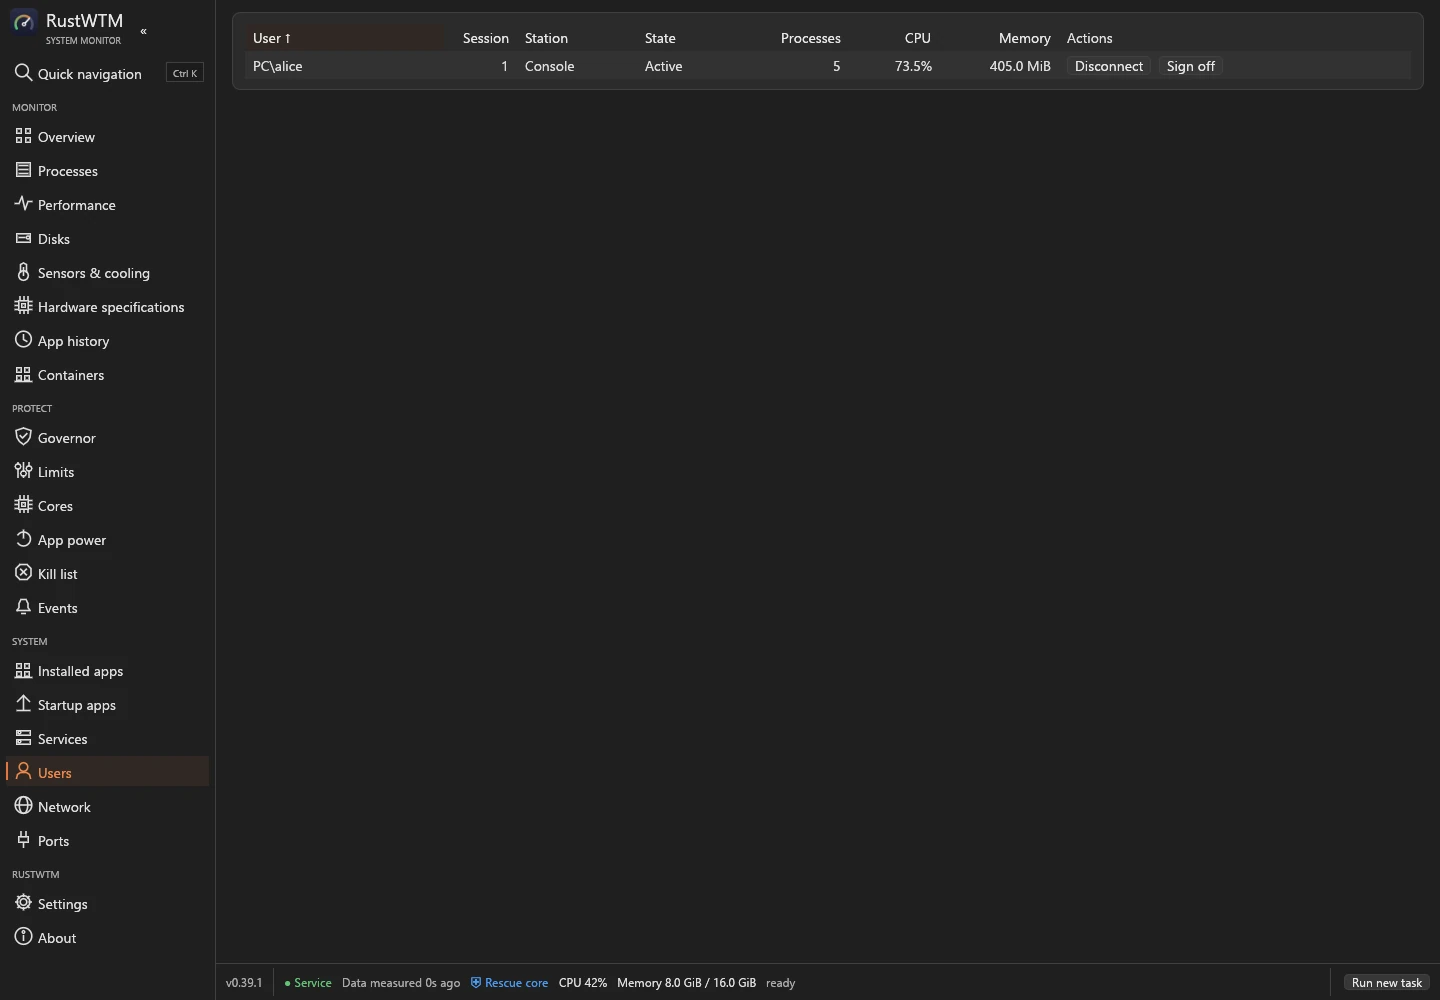 RustWTM
SYSTEM MONITOR
«
Quick navigation Ctrl K
MONITOR
Overview
Processes
Performance
Disks
Sensors & cooling
Hardware specifications
App history
Containers
PROTECT
Governor
Limits
Cores
App power
Kill list
Events
SYSTEM
Installed apps
Startup apps
Services
Users
Network
Ports
RUSTWTM
Settings
About
User ↑ Session Station State Processes CPU Memory Actions
PC\alice 1 Console Active 5 73.5% 405.0 MiB Disconnect Sign off
v0.39.1 ● Service Data measured 0s ago Rescue core CPU 42% Memory 8.0 GiB / 16.0 GiB ready Run new task